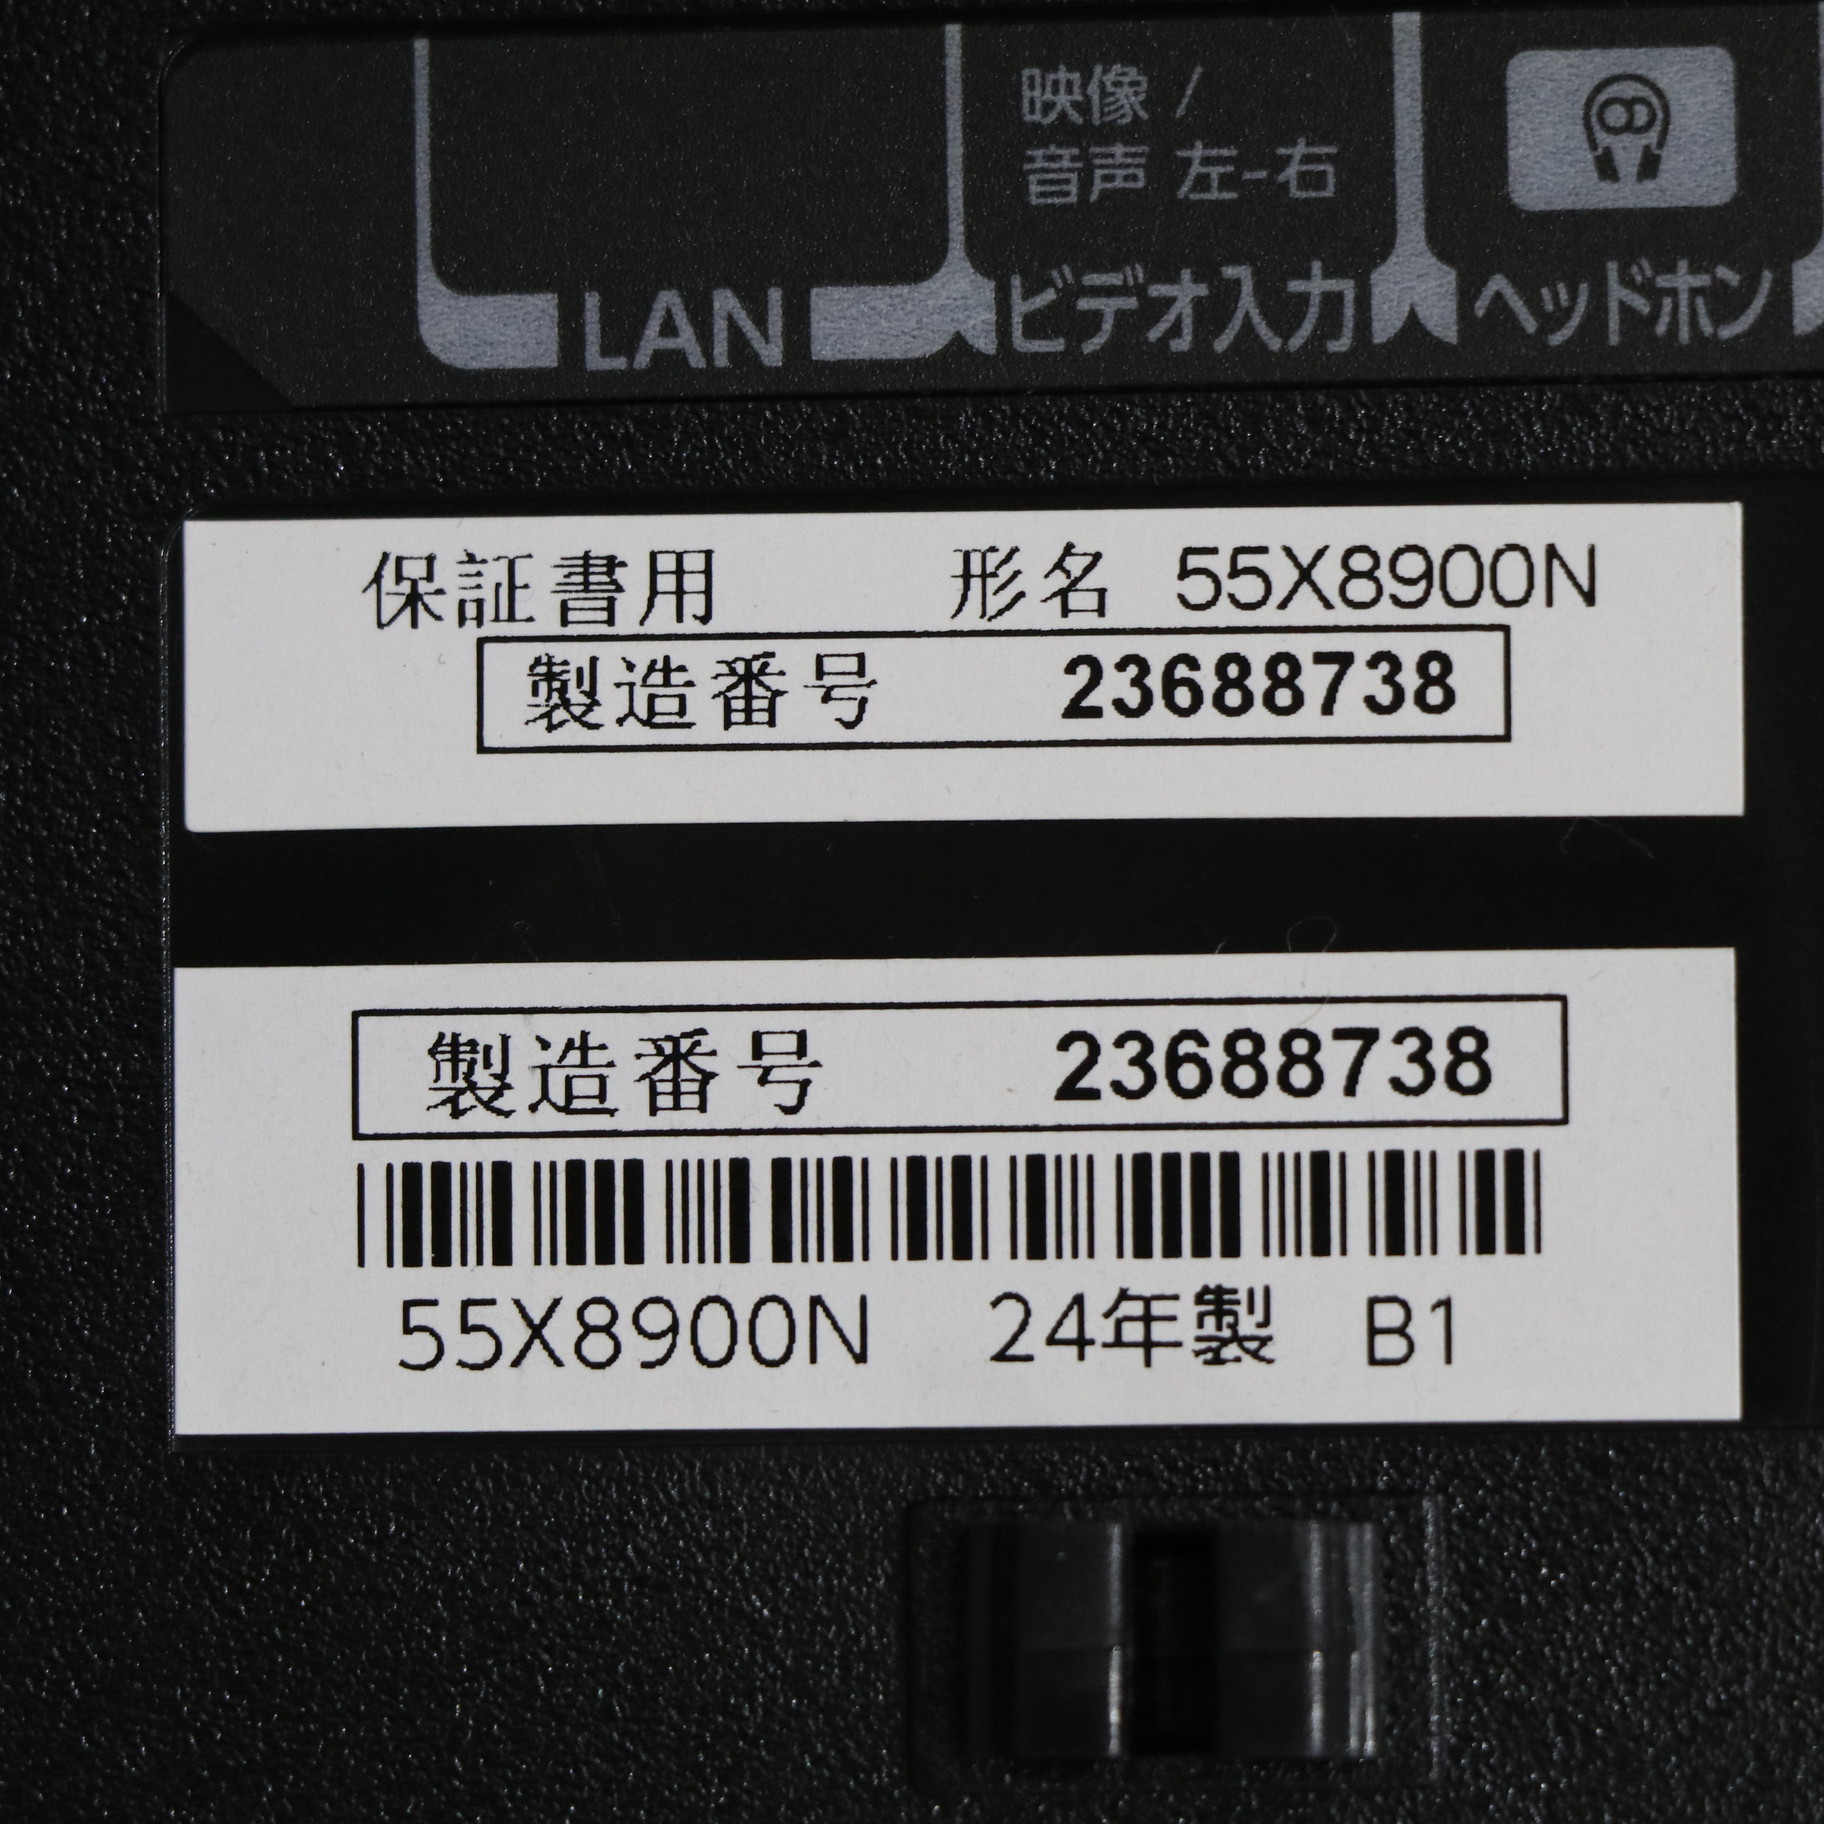 映像 /
音声 左-右
LAN ビデオ入力 ヘッドホン
保証書用 形名 55X8900N
製造番号 23688738
製造番号 23688738
55X8900N 24年製 B1